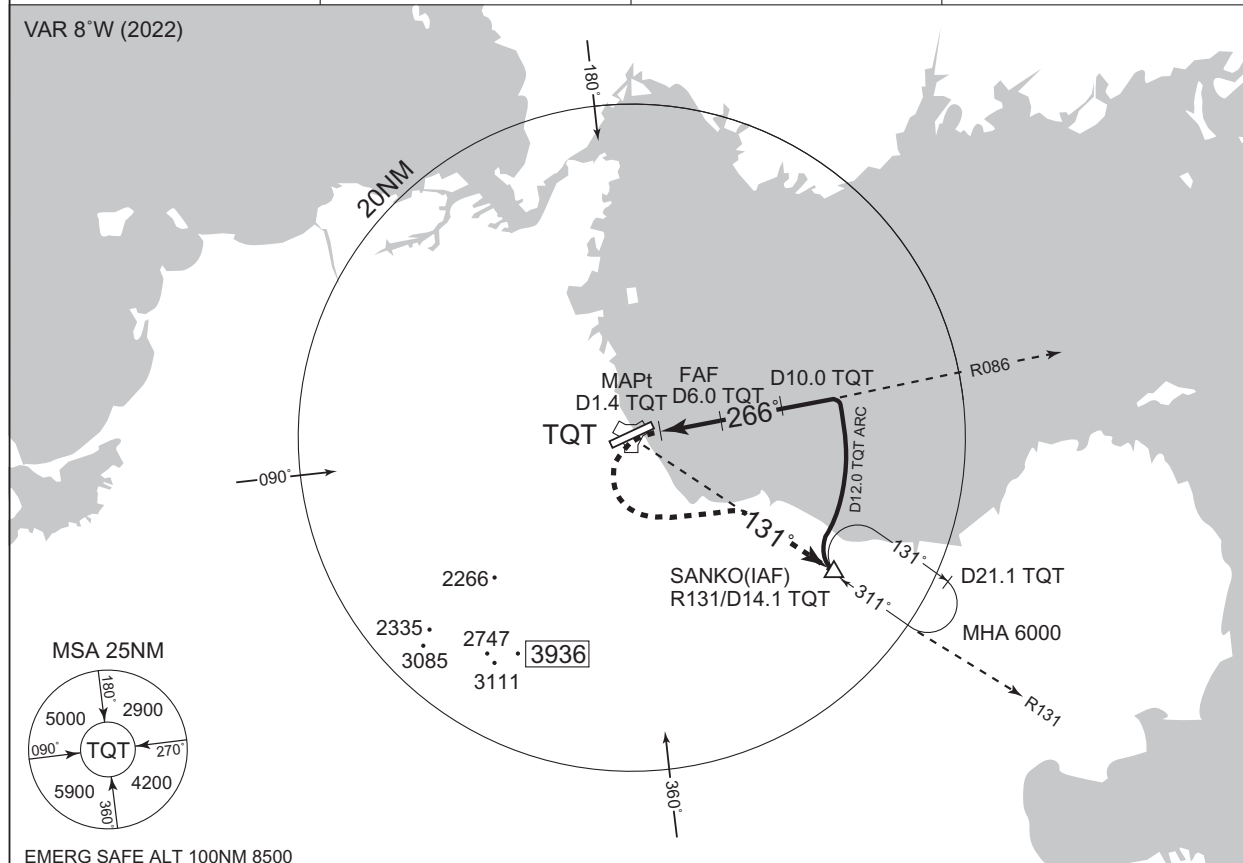 VAR 8°W (2022)
180°
20NM
R086
MAPt
D1.4 TQT
FAF
D6.0 TQT
D10.0 TQT
266°
TQT
D12.0 TQT ARC
090°
131°
131°
D21.1 TQT
SANKO(IAF)
R131/D14.1 TQT
311°
MHA 6000
2266
2335
3085
2747
3936
3111
R131
360°
MSA 25NM
180°
5000
2900
090°
TQT
270°
5900
4200
360°
EMERG SAFE ALT 100NM 8500